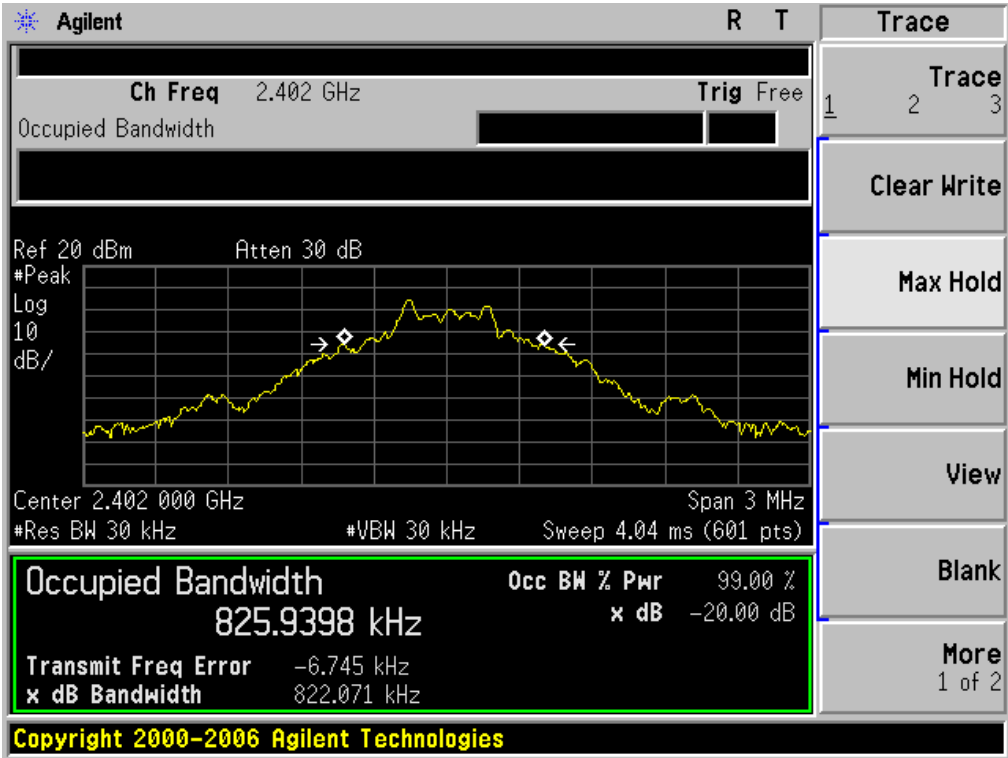 Agilent R T
Trace
Ch Freq 2.402 GHz Trig Free
Occupied Bandwidth
Trace
1 2 3
Clear Write
Max Hold
Min Hold
View
Blank
More
1 of 2
Ref 20 dBm Atten 30 dB
#Peak
Log
10
dB/
Center 2.402 000 GHz Span 3 MHz
#Res BW 30 kHz #VBW 30 kHz Sweep 4.04 ms (601 pts)
Occupied Bandwidth Occ BW % Pwr 99.00 %
825.9398 kHz x dB -20.00 dB
Transmit Freq Error -6.745 kHz
x dB Bandwidth 822.071 kHz
Copyright 2000-2006 Agilent Technologies